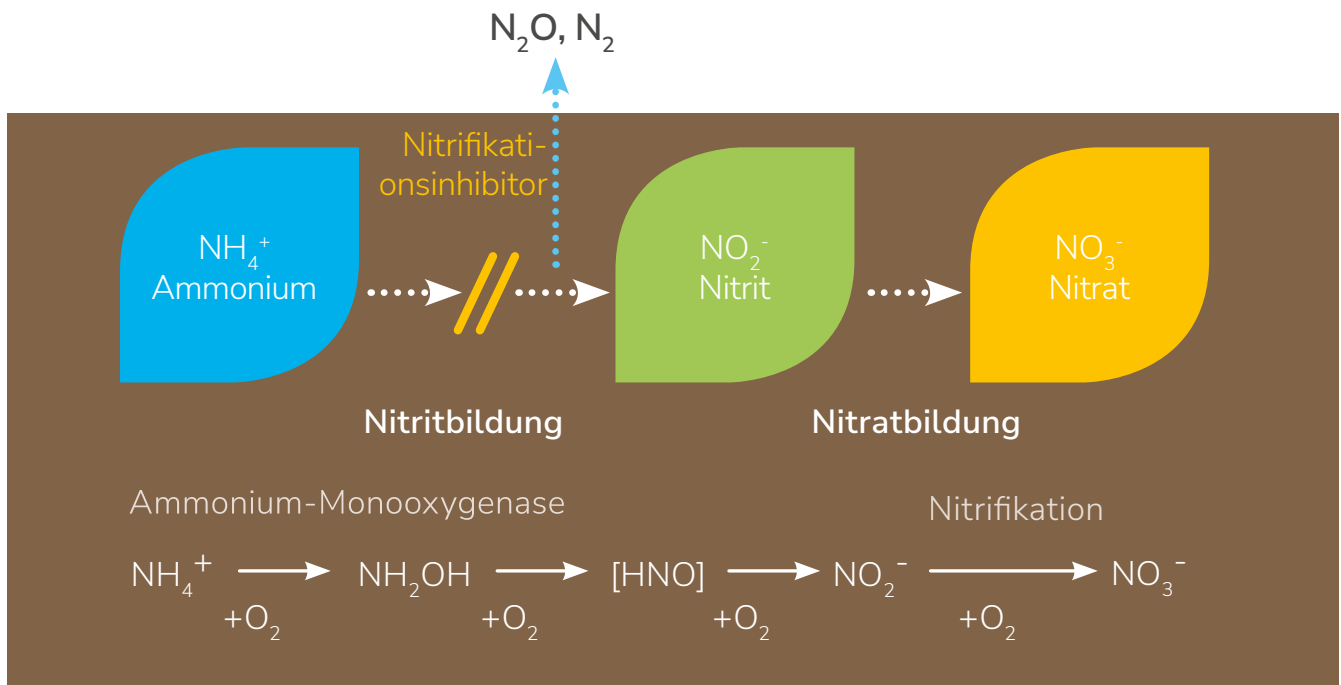 N₂O, N₂
Nitrifikati-
onsinhibitor
NH₄⁺
Ammonium
NO₂⁻
Nitrit
NO₃⁻
Nitrat
Nitritbildung
Nitratbildung
Ammonium-Monooxygenase
Nitrifikation
NH₄⁺ NH₂OH [HNO] NO₂⁻ NO₃⁻
+O₂ +O₂ +O₂ +O₂